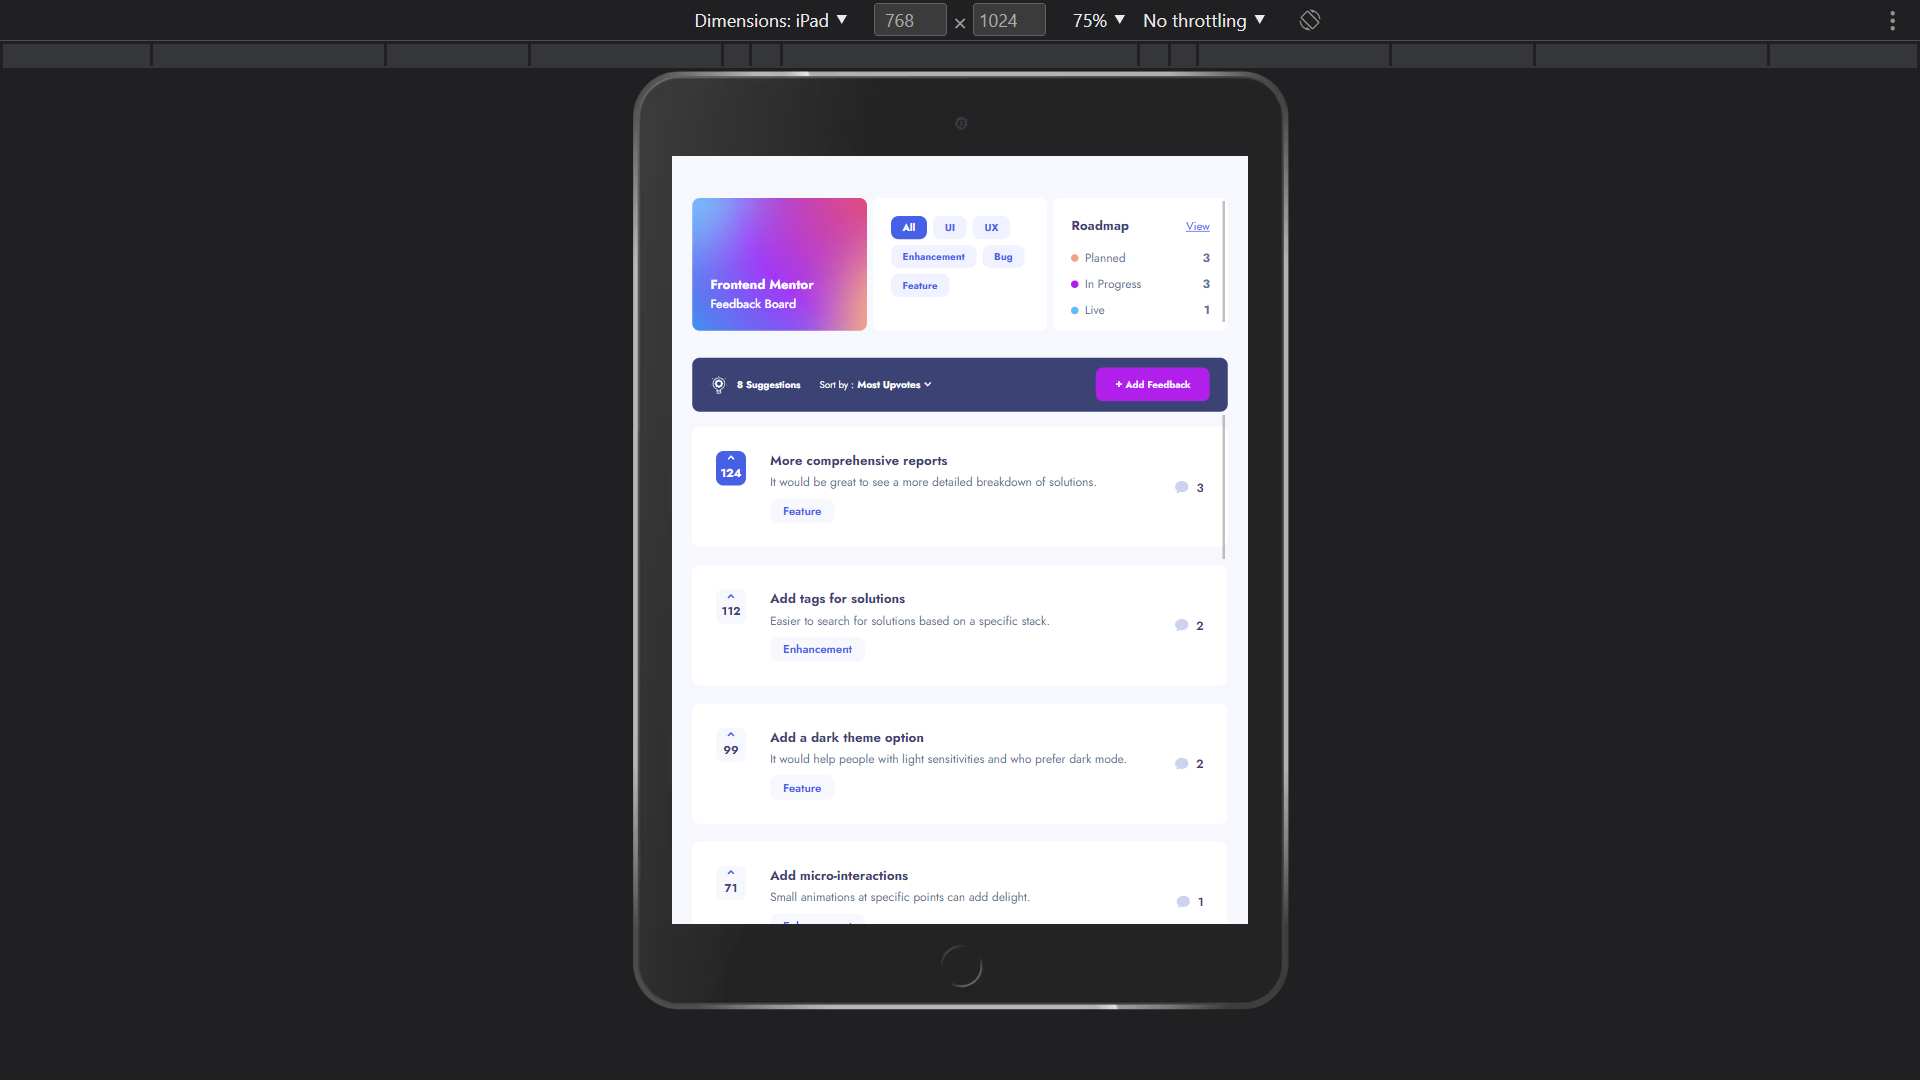 Dimensions: iPad ▼ 768 × 1024 75% ▼ No throttling ▼
Frontend Mentor
Feedback Board
All UI UX
Enhancement Bug
Feature
Roadmap View
Planned 3
In Progress 3
Live 1
8 Suggestions Sort by : Most Upvotes + Add Feedback
124
More comprehensive reports
It would be great to see a more detailed breakdown of solutions.
Feature
3
112
Add tags for solutions
Easier to search for solutions based on a specific stack.
Enhancement
2
99
Add a dark theme option
It would help people with light sensitivities and who prefer dark mode.
Feature
2
71
Add micro-interactions
Small animations at specific points can add delight.
1